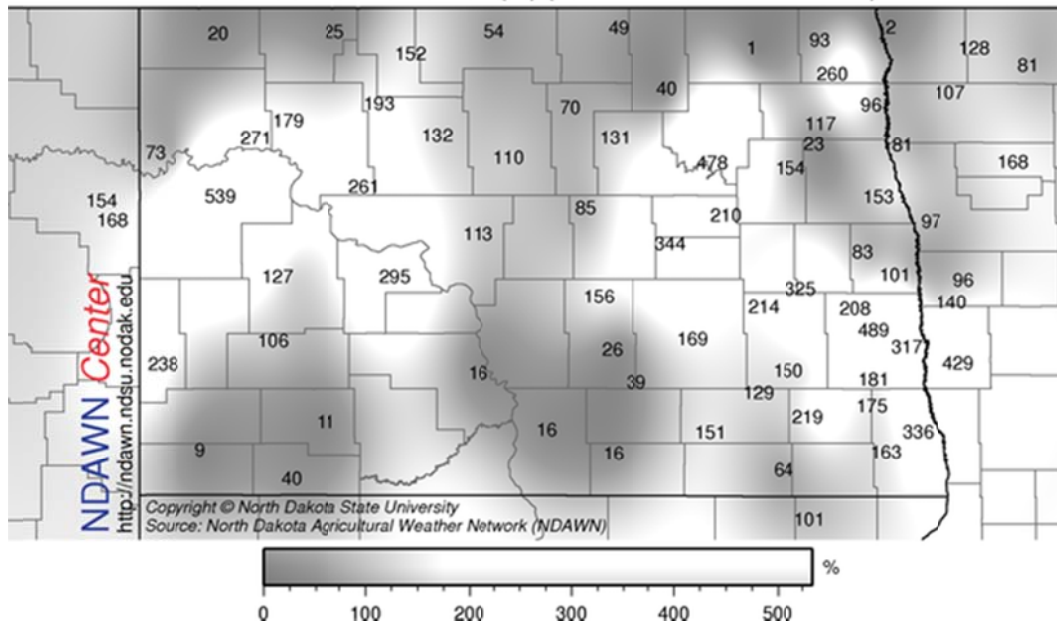 20 25 54 49 1 93 2 128 81
152 260
40 107
193 70 96
179 132 131 117
271 23 81
73 110 478 154 168
539 261 153
154
168 85 210 97
113 344 83
127 295 101 96
325 140
156 214 208
489
106 169 317
26 429
238 16 39 150 181
129
11 16 151 219 175 336
9 16 163
40 64
NDAWN Center
http://ndawn.ndsu.nodak.edu
Copyright © North Dakota State University
Source: North Dakota Agricultural Weather Network (NDAWN)
101
%
0 100 200 300 400 500